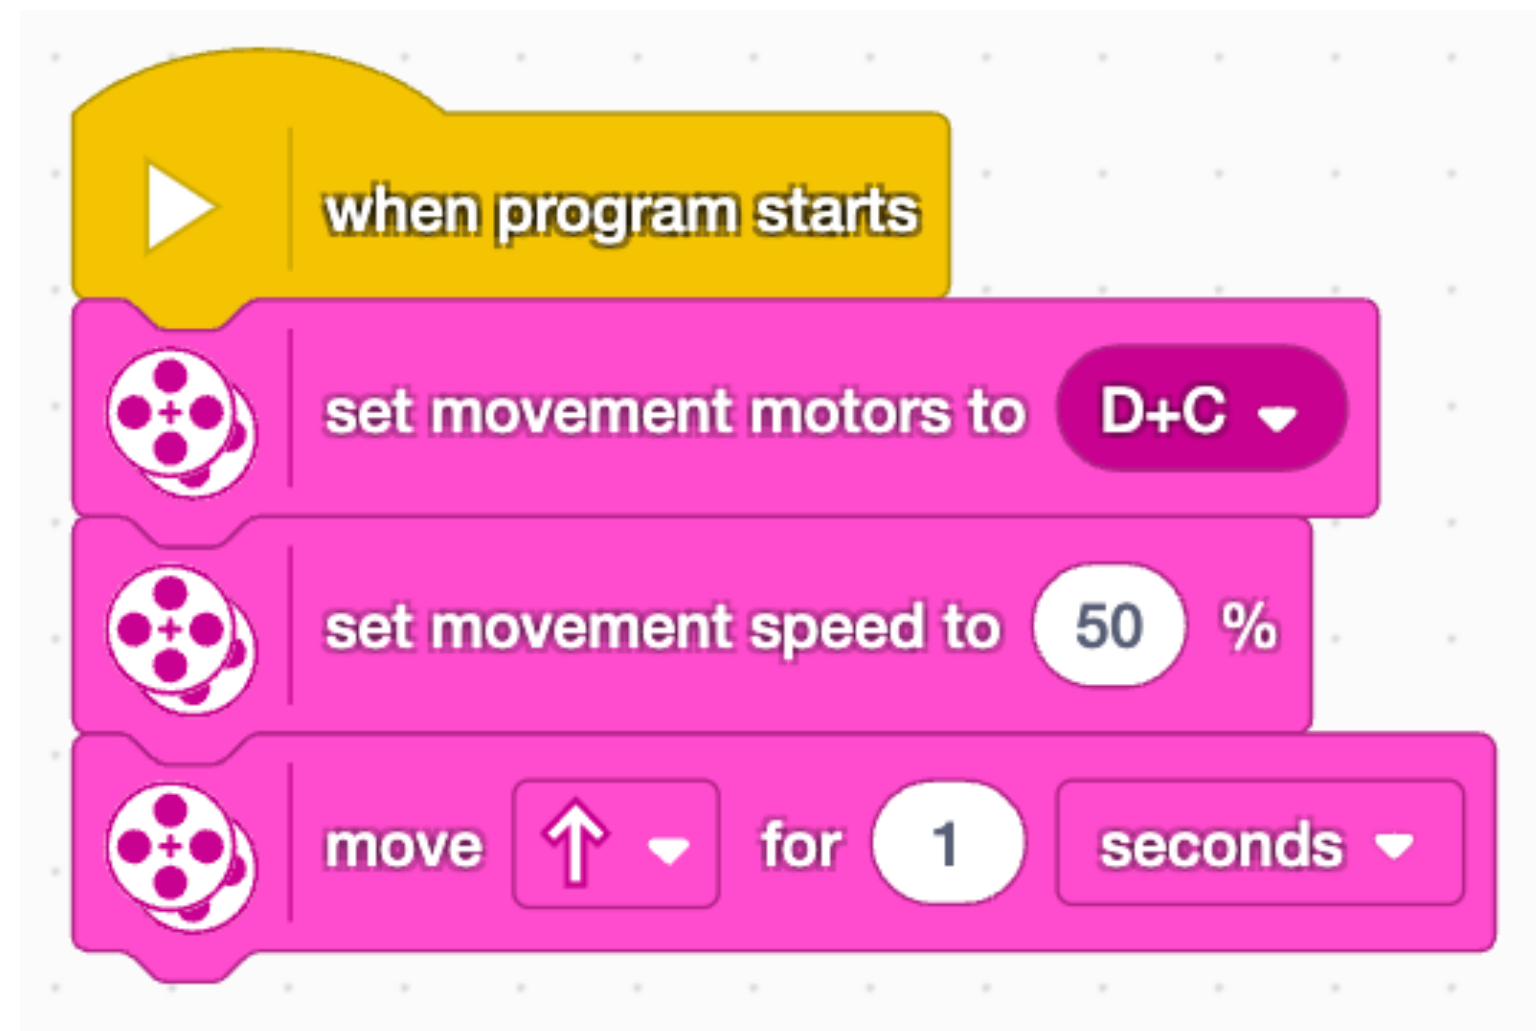 when program starts
set movement motors to D+C
set movement speed to 50 %
move for 1 seconds